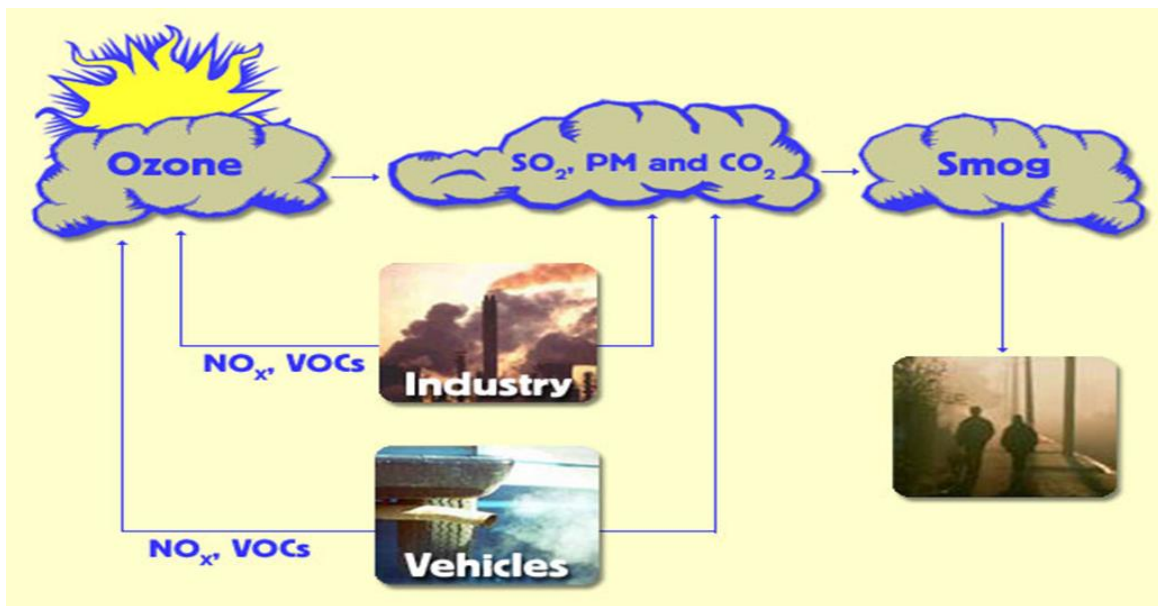 Ozone
SO₂, PM and CO₂
Smog
NOₓ, VOCs
Industry
NOₓ, VOCs
Vehicles